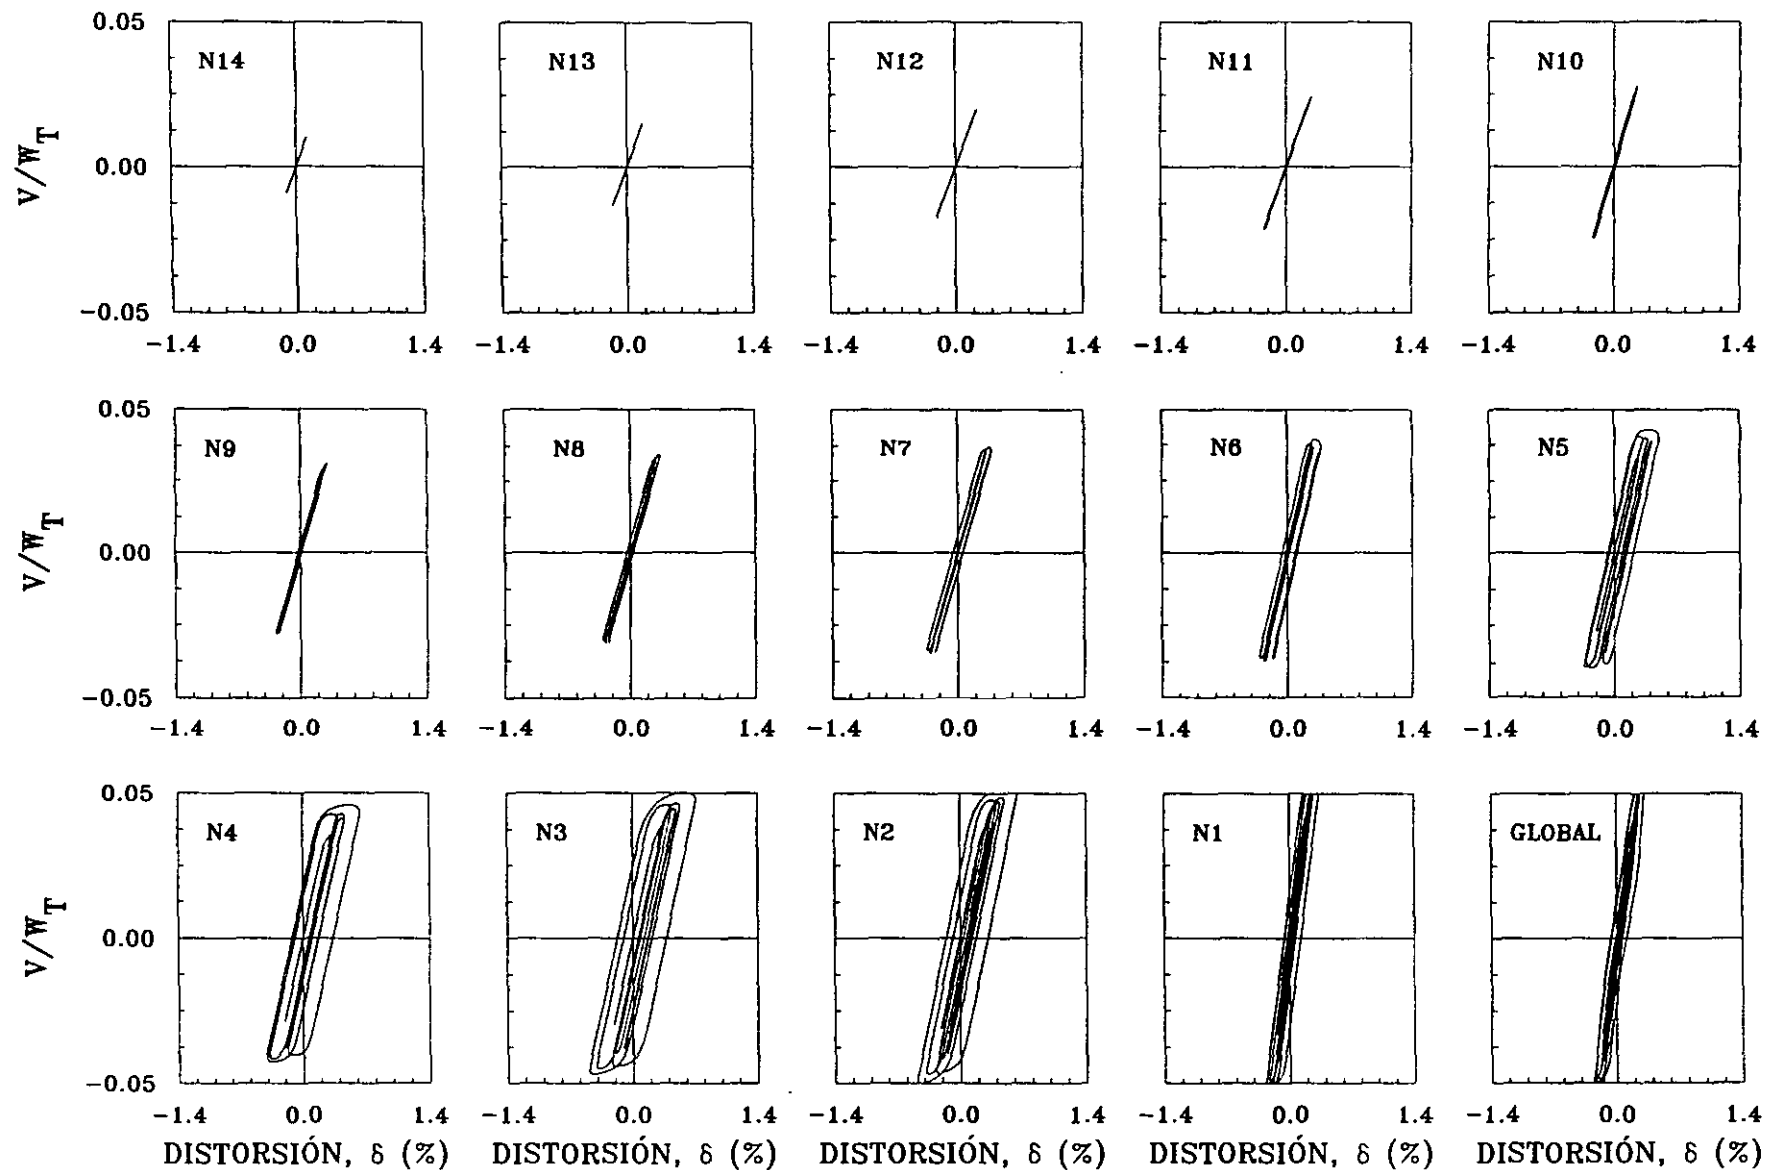 0.05
N14
N13
N12
N11
N10
V/W_T
0.00
−0.05
−1.4 0.0 1.4 −1.4 0.0 1.4 −1.4 0.0 1.4 −1.4 0.0 1.4 −1.4 0.0 1.4
0.05
N9
N8
N7
N6
N5
V/W_T
0.00
−0.05
−1.4 0.0 1.4 −1.4 0.0 1.4 −1.4 0.0 1.4 −1.4 0.0 1.4 −1.4 0.0 1.4
0.05
N4
N3
N2
N1
GLOBAL
V/W_T
0.00
−0.05
−1.4 0.0 1.4 −1.4 0.0 1.4 −1.4 0.0 1.4 −1.4 0.0 1.4 −1.4 0.0 1.4
DISTORSIÓN, δ (%) DISTORSIÓN, δ (%) DISTORSIÓN, δ (%) DISTORSIÓN, δ (%) DISTORSIÓN, δ (%)